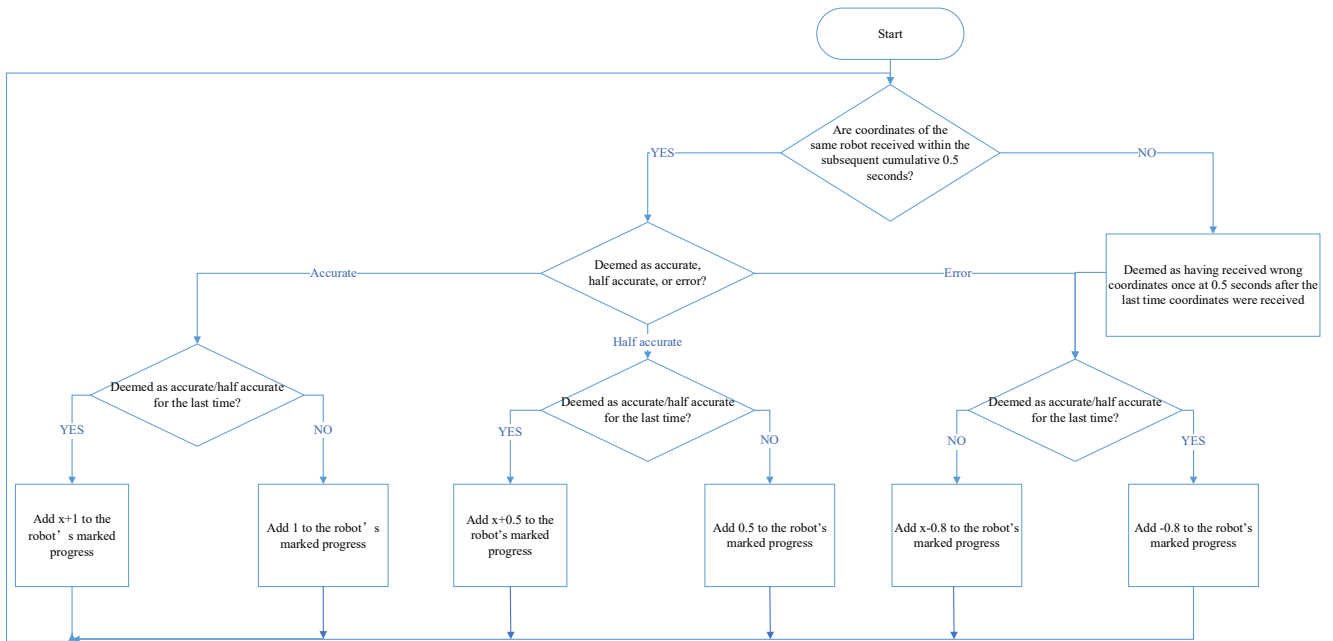 Start
Are coordinates of the
same robot received within the
subsequent cumulative 0.5
seconds?
YES
NO
Deemed as accurate,
half accurate, or error?
Accurate
Error
Deemed as having received wrong
coordinates once at 0.5 seconds after the
last time coordinates were received
Half accurate
Deemed as accurate/half accurate
for the last time?
Deemed as accurate/half accurate
for the last time?
Deemed as accurate/half accurate
for the last time?
YES
NO
YES
NO
NO
YES
Add x+1 to the
robot’s marked
progress
Add 1 to the robot’s
marked progress
Add x+0.5 to the
robot's marked
progress
Add 0.5 to the robot's
marked progress
Add x-0.8 to the robot's
marked progress
Add -0.8 to the robot's
marked progress